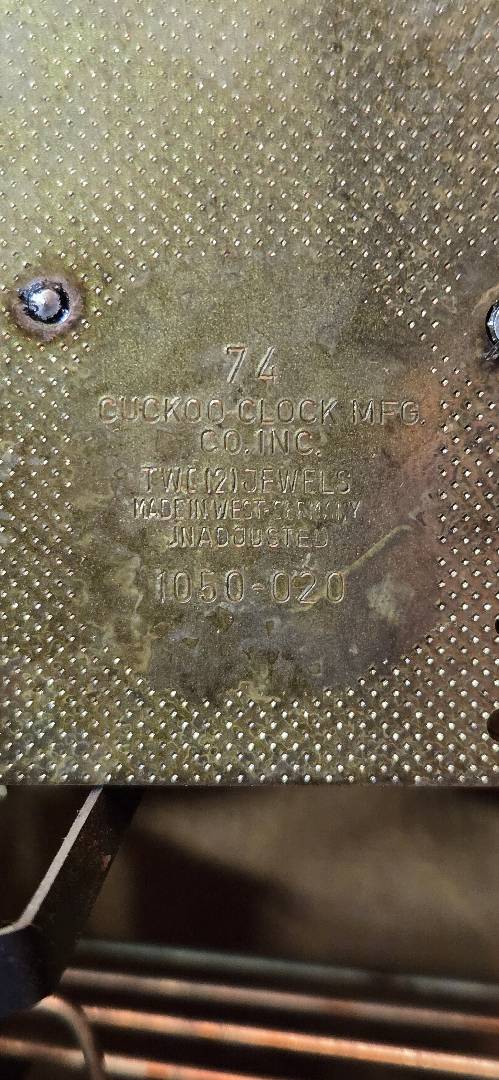 74
CUCKOO CLOCK MFG.
CO. INC.
TWO (2) JEWELS
MADE IN WEST-GERMANY
UNADJUSTED
1050-020